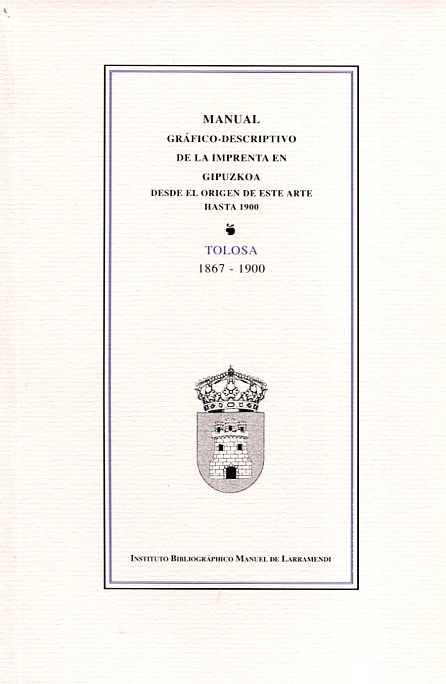 MANUAL
GRÁFICO-DESCRIPTIVO
DE LA IMPRENTA EN
GIPUZKOA
DESDE EL ORIGEN DE ESTE ARTE
HASTA 1900
TOLOSA
1867 - 1900
INSTITUTO BIBLIOGRÁPHICO MANUEL DE LARRAMENDI